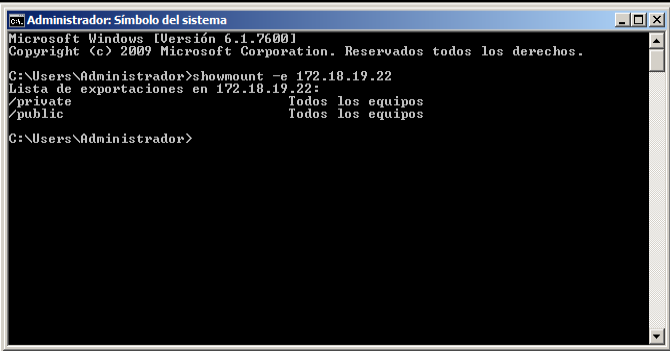 Administrador: Símbolo del sistema
Microsoft Windows [Versión 6.1.7600]
Copyright (c) 2009 Microsoft Corporation. Reservados todos los derechos.
C:\Users\Administrador>showmount -e 172.18.19.22
Lista de exportaciones en 172.18.19.22:
/private Todos los equipos
/public Todos los equipos
C:\Users\Administrador>